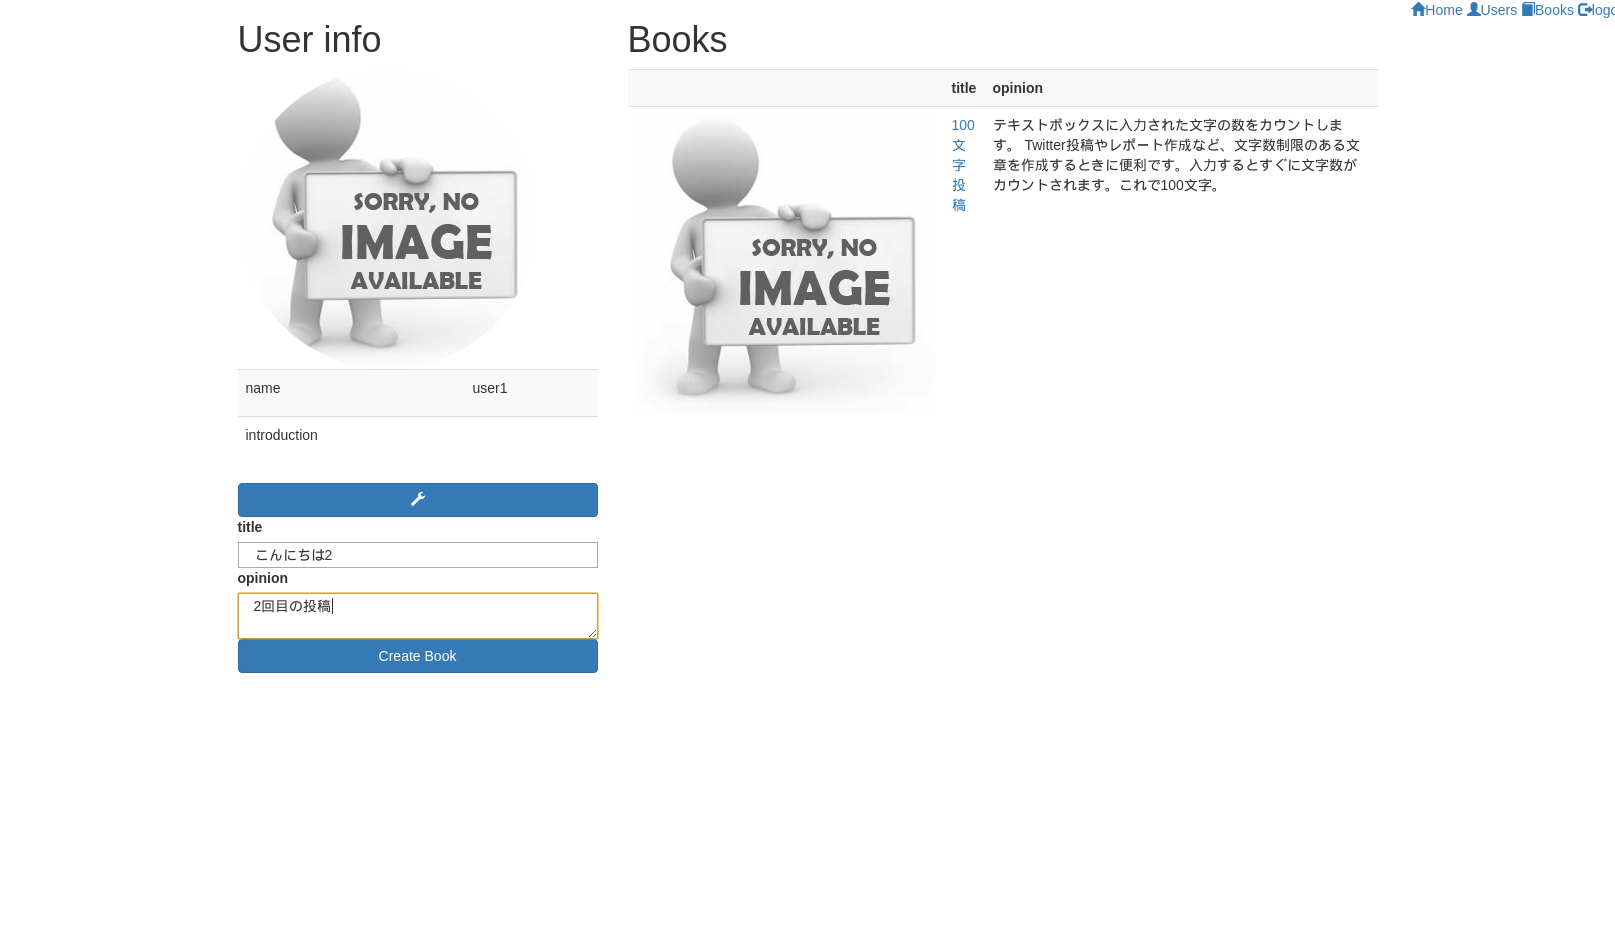 Home Users Books logo
User info
SORRY, NO
IMAGE
AVAILABLE
name user1
introduction
title
こんにちは2
opinion
2回目の投稿
Create Book
Books
title opinion
SORRY, NO
IMAGE
AVAILABLE
100
文
字
投
稿
テキストボックスに入力された文字の数をカウントしま
す。 Twitter投稿やレポート作成など、文字数制限のある文
章を作成するときに便利です。入力するとすぐに文字数が
カウントされます。これで100文字。